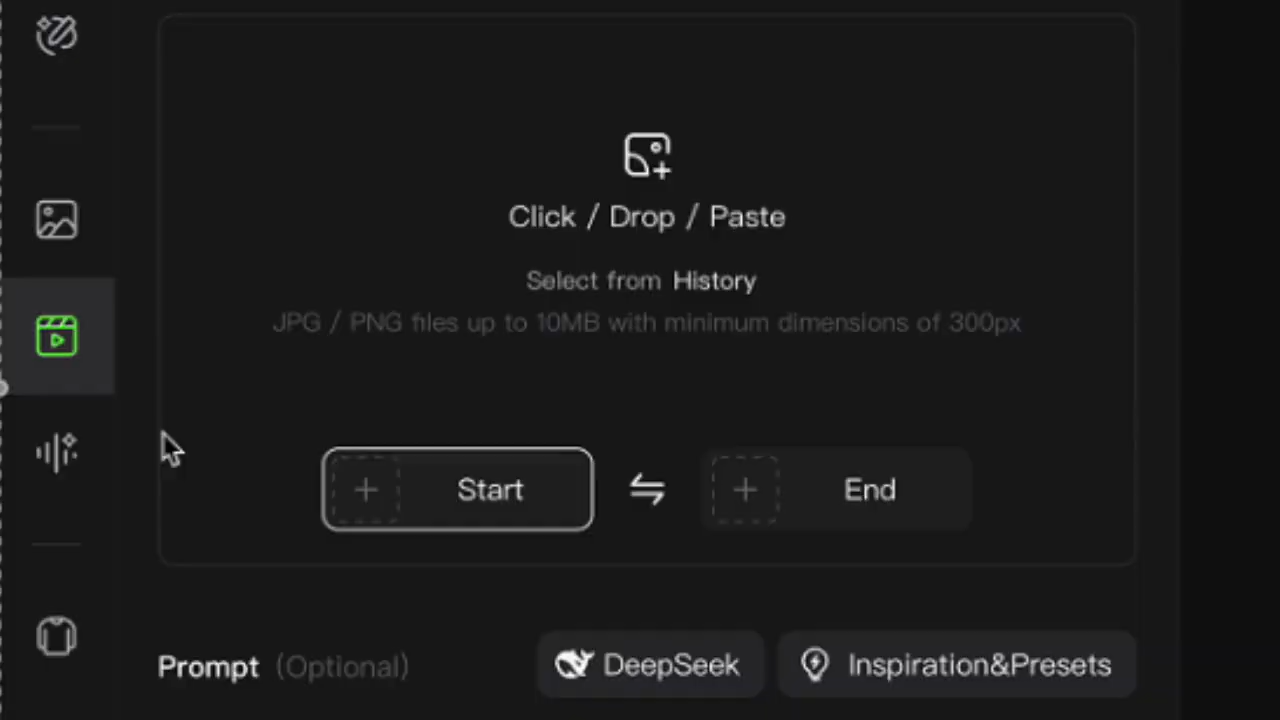 Click / Drop / Paste
Select from History
JPG / PNG files up to 10MB with minimum dimensions of 300px
Start
End
Prompt (Optional)
DeepSeek
Inspiration&Presets